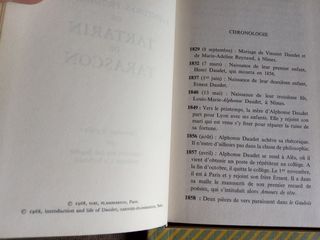 AVENTURES PRODIGIEUSES
DE
TARTARIN
DE
TARASCON
© 1968, Flammarion, Paris.
© 1968, introduction and life of Daudet,
CHRONOLOGIE
1829 (8 septembre) : Mariage de Vincent Daudet et
de Marie-Adeline Reynaud, à Nîmes.
1832 (7 mars) : Naissance de leur premier enfant,
Henri Daudet, qui mourra en 1856.
1837 (1er juin) : Naissance de leur deuxième enfant,
Ernest Daudet.
1840 (13 mai) : Naissance de leur troisième fils,
Louis-Marie-Alphonse Daudet, à Nîmes.
1849 : Vers le printemps, la mère d'Alphonse Daudet
part pour Lyon avec ses enfants. Elle y rejoint son
mari qui est venu s'y fixer pour réparer la ruine de
sa fortune.
1856 (août) : Alphonse Daudet achève sa rhétorique.
Il n'entre d'ailleurs pas dans la classe de philosophie.
1857 (avril) : Alphonse Daudet se rend à Alès, où il
vient d'obtenir un poste de répétiteur au collège. A
la fin d'octobre, il quitte le collège. Le 1er novembre,
il est à Paris et y rejoint son frère Ernest. Il a dans
sa malle le manuscrit de son premier recueil de
poésies, qui s'intitulait alors Amours de tête.
1858 : Deux pièces de vers paraissent dans le Gaulois